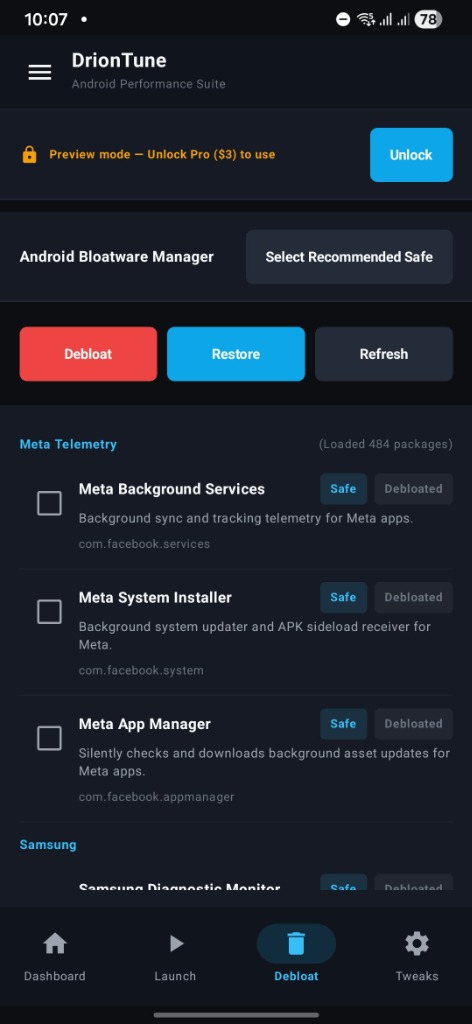 10:07
78
DrionTune
Android Performance Suite
Preview mode — Unlock Pro ($3) to use
Unlock
Android Bloatware Manager
Select Recommended Safe
Debloat
Restore
Refresh
Meta Telemetry
(Loaded 484 packages)
Meta Background Services
Safe
Debloated
Background sync and tracking telemetry for Meta apps.
com.facebook.services
Meta System Installer
Safe
Debloated
Background system updater and APK sideload receiver for
Meta.
com.facebook.system
Meta App Manager
Safe
Debloated
Silently checks and downloads background asset updates for
Meta apps.
com.facebook.appmanager
Samsung
Samsung Diagnostic Monitor
Safe
Debloated
Dashboard
Launch
Debloat
Tweaks